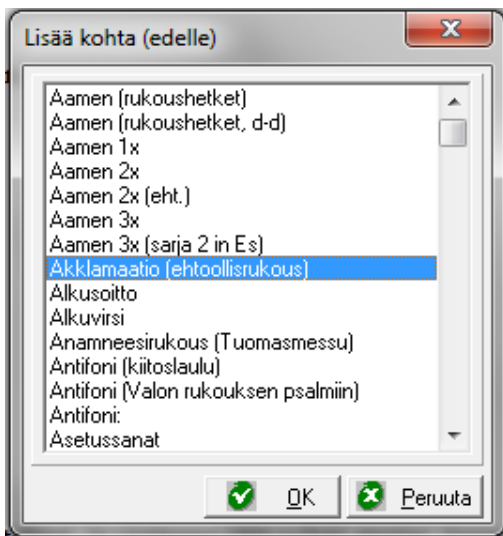 Lisää kohta (edelle)
Aamen (rukoushetket)
Aamen (rukoushetket, d-d)
Aamen 1x
Aamen 2x
Aamen 2x (eht.)
Aamen 3x
Aamen 3x (sarja 2 in Es)
Akklamaatio (ehtoollisrukous)
Alkusoitto
Alkuvirsi
Anamneesirukous (Tuomasmessu)
Antifoni (kiitoslaulu)
Antifoni (Valon rukouksen psalmiin)
Antifoni:
Asetussanat
OK Peruuta